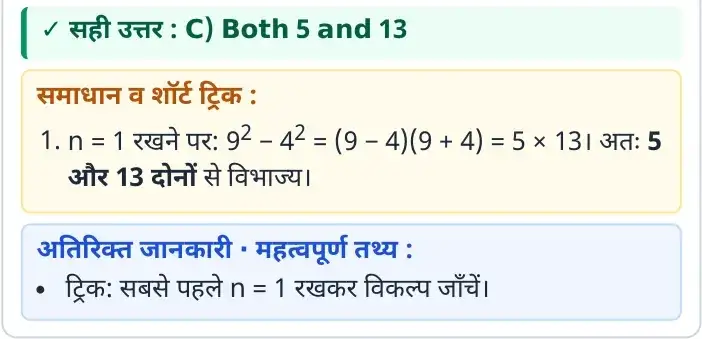 ✓ सही उत्तर : C) Both 5 and 13
समाधान व शॉर्ट ट्रिक :
1. n = 1 रखने पर: 9² − 4² = (9 − 4)(9 + 4) = 5 × 13। अतः 5
और 13 दोनों से विभाज्य।
अतिरिक्त जानकारी · महत्वपूर्ण तथ्य :
• ट्रिक: सबसे पहले n = 1 रखकर विकल्प जाँचें।